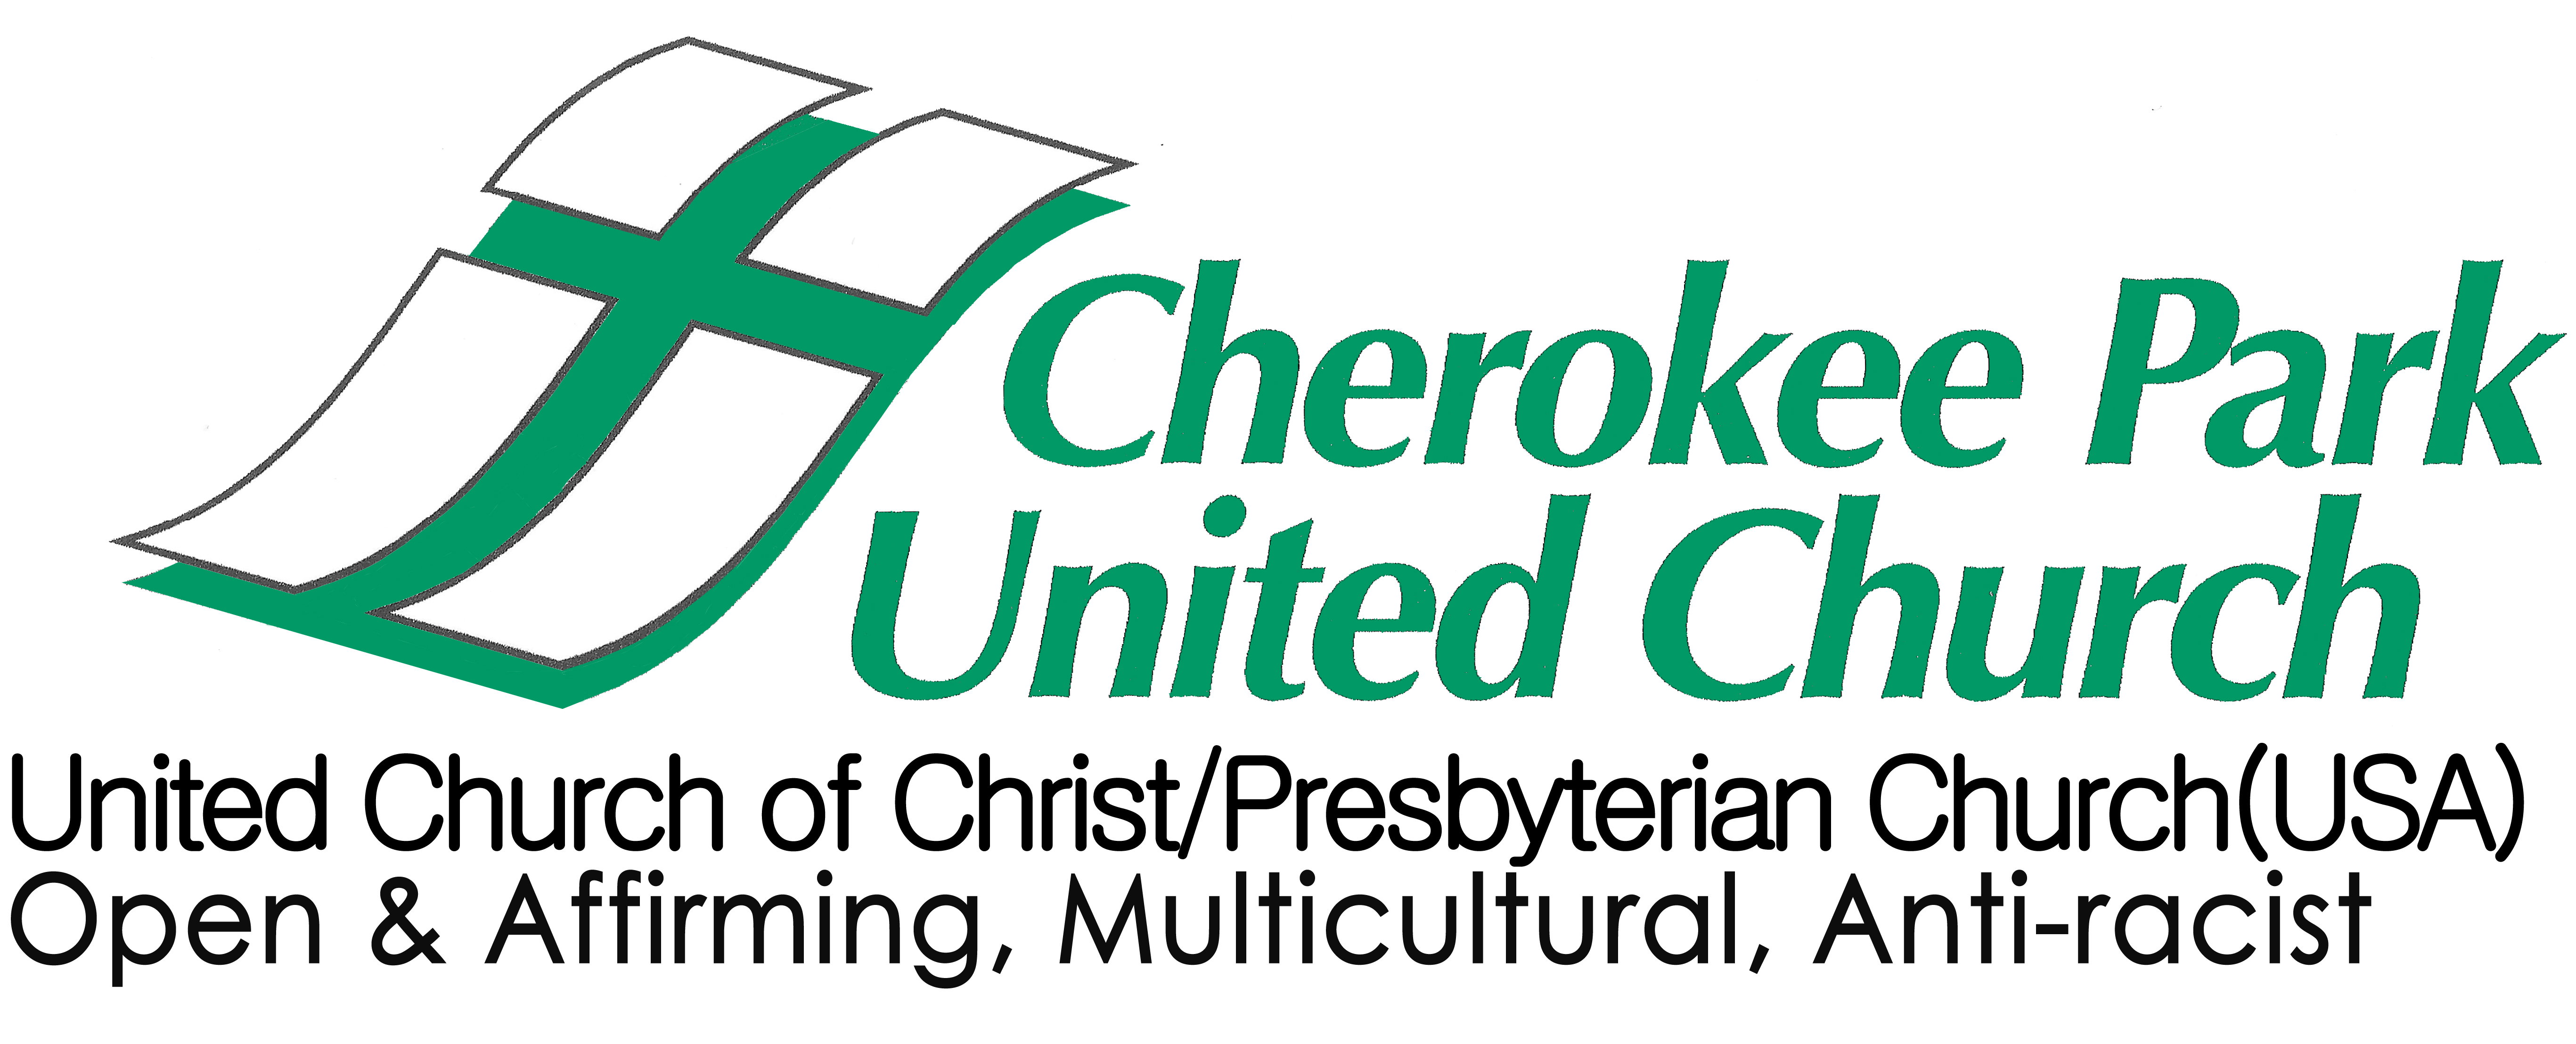 Cherokee Park
United Church
United Church of Christ/Presbyterian Church(USA)
Open & Affirming, Multicultural, Anti-racist